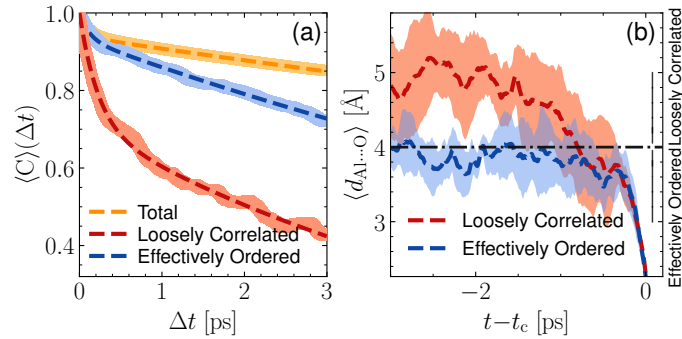 (a)
1.0
0.8
0.6
0.4
⟨C⟩(Δt)
Total
Loosely Correlated
Effectively Ordered
0
1
2
3
Δt [ps]
(b)
5
4
3
⟨d_{Al···O}⟩ [Å]
Loosely Correlated
Effectively Ordered
−2
0
t−t_c [ps]
Effectively Ordered
Loosely Correlated